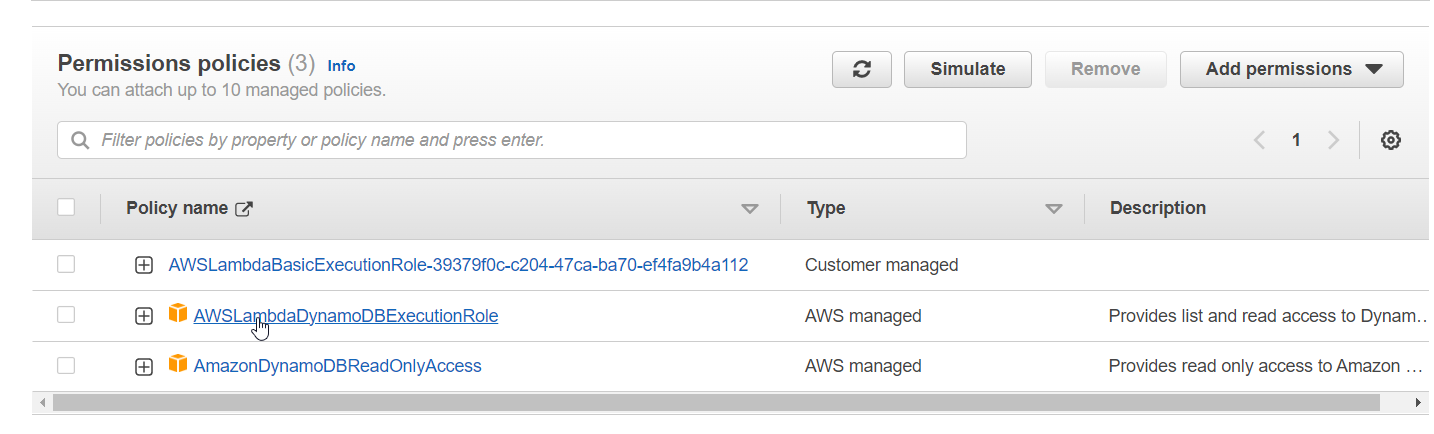 Permissions policies (3) Info
You can attach up to 10 managed policies.
Simulate
Remove
Add permissions
Filter policies by property or policy name and press enter.
1
Policy name Type Description
AWSLambdaBasicExecutionRole-39379f0c-c204-47ca-ba70-ef4fa9b4a112 Customer managed
AWSLambdaDynamoDBExecutionRole AWS managed Provides list and read access to Dynam…
AmazonDynamoDBReadOnlyAccess AWS managed Provides read only access to Amazon …